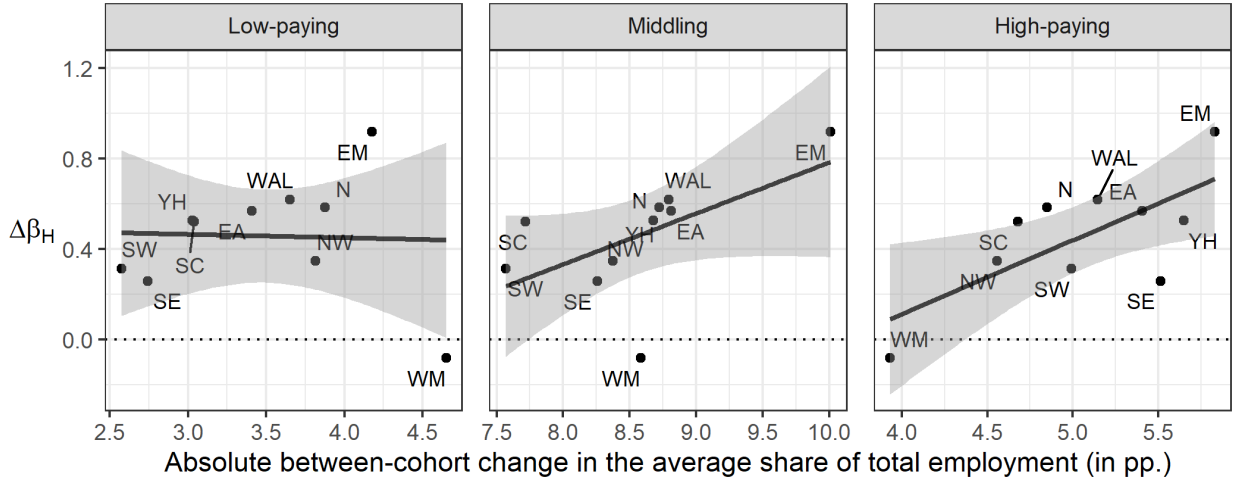 Low-paying
Middling
High-paying
ΔβH
1.2
0.8
0.4
0.0
EM
WAL
N
YH
EA
NW
SW
SC
SE
WM
2.5 3.0 3.5 4.0 4.5
EM
WAL
N
SC
YH
EA
NW
SW
SE
WM
7.5 8.0 8.5 9.0 9.5 10.0
EM
WAL
N
EA
SC
YH
NW
SW
SE
WM
4.0 4.5 5.0 5.5
Absolute between-cohort change in the average share of total employment (in pp.)